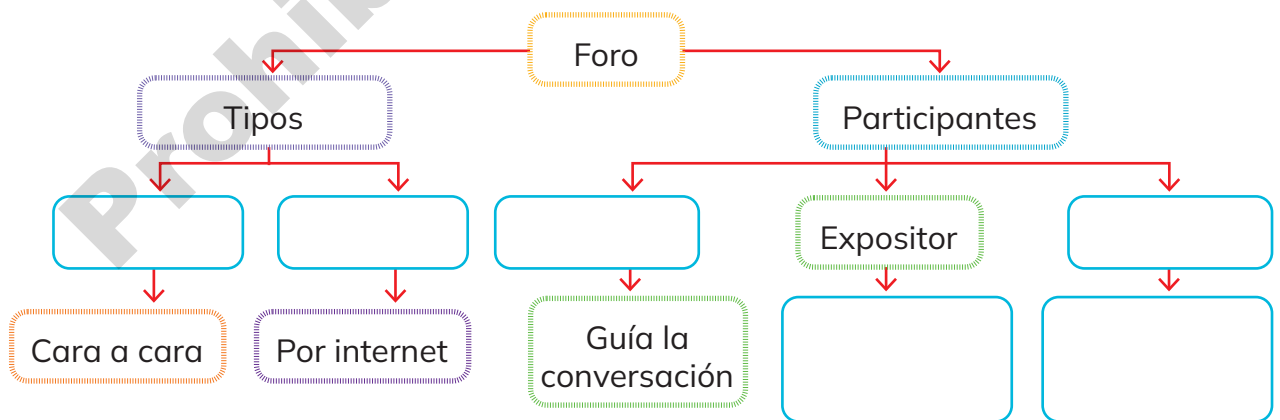 Foro
Tipos
Participantes
Expositor
Cara a cara
Por internet
Guía la
conversación